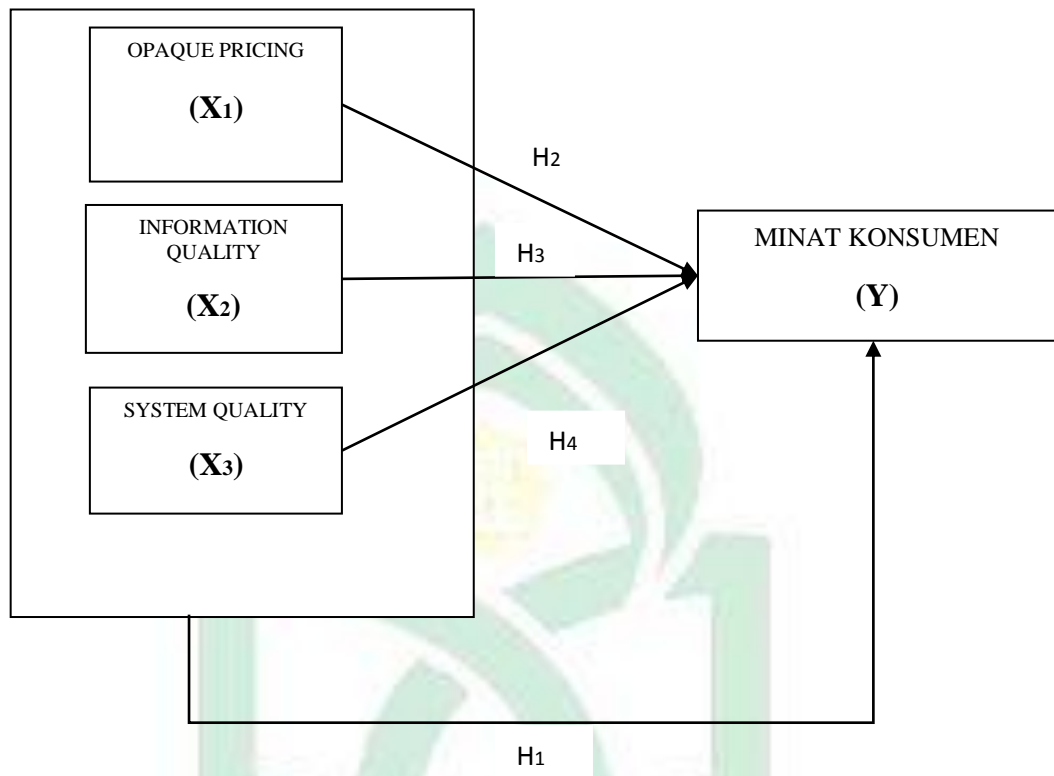 OPAQUE PRICING
(X1)
H2
INFORMATION
QUALITY
(X2)
H3
MINAT KONSUMEN
(Y)
SYSTEM QUALITY
(X3)
H4
H1